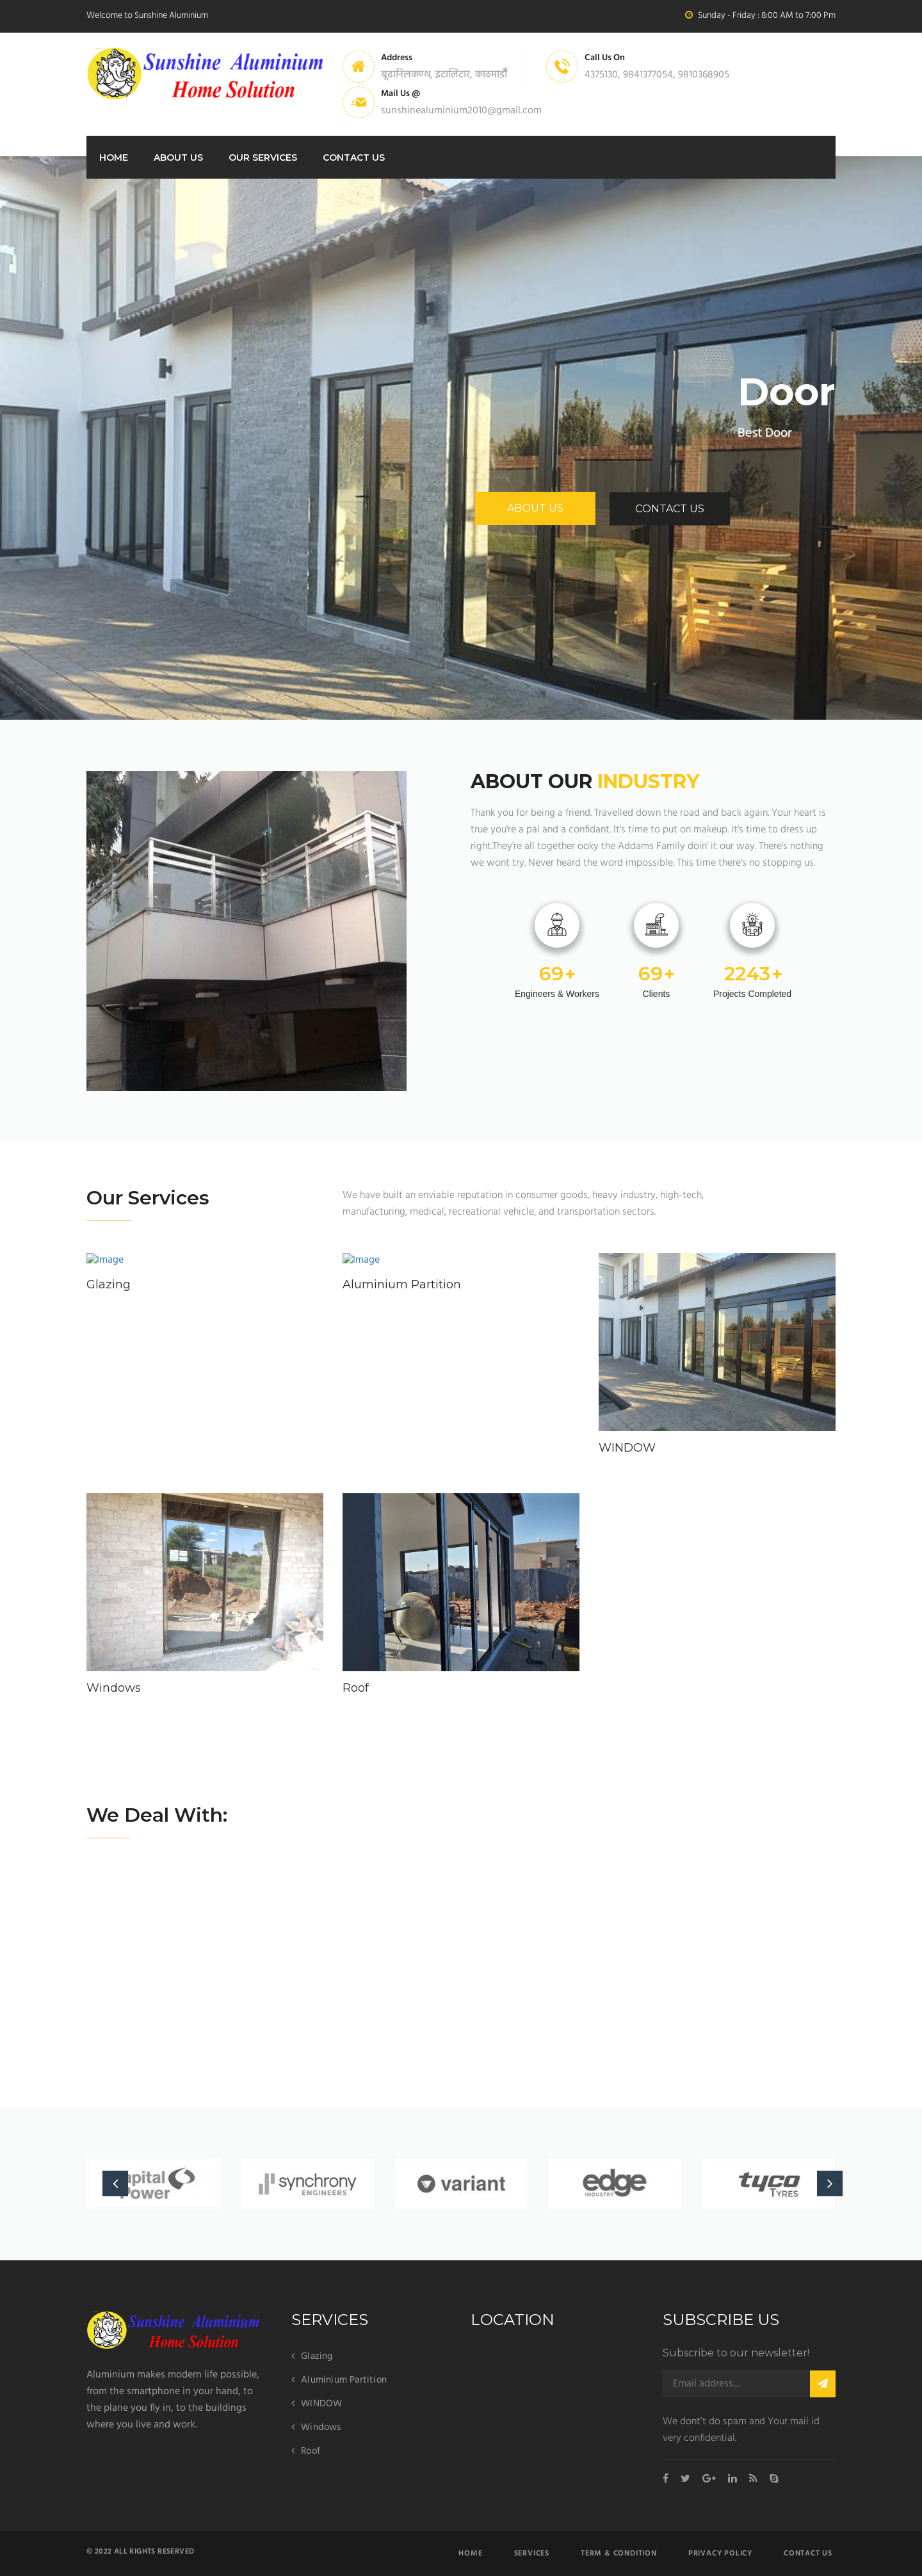 Welcome to Sunshine Aluminium
Sunday - Friday : 8:00 AM to 7:00 Pm
Sunshine Aluminium
Home Solution
Address
बूढानिलकण्ठ, इटालिटार, काठमाडौँ
Call Us On
4375130, 9841377054, 9810368905
Mail Us @
sunshinealuminium2010@gmail.com
HOME
ABOUT US
OUR SERVICES
CONTACT US
Door
Best Door
ABOUT US
CONTACT US
ABOUT OUR INDUSTRY
Thank you for being a friend. Travelled down the road and back again. Your heart is
true you're a pal and a confidant. It's time to put on makeup. It's time to dress up
right.They're all together ooky the Addams Family doin' it our way. There's nothing
we wont try. Never heard the word impossible. This time there's no stopping us.
69+
Engineers & Workers
69+
Clients
2243+
Projects Completed
Our Services
We have built an enviable reputation in consumer goods, heavy industry, high-tech,
manufacturing, medical, recreational vehicle, and transportation sectors.
Image
Glazing
Image
Aluminium Partition
WINDOW
Windows
Roof
We Deal With:
Power
synchrony
ENGINEERS
variant
edge
INDUSTRY
tyco
TYRES
Sunshine Aluminium
Home Solution
Aluminium makes modern life possible,
from the smartphone in your hand, to
the plane you fly in, to the buildings
where you live and work.
SERVICES
Glazing
Aluminium Partition
WINDOW
Windows
Roof
LOCATION
SUBSCRIBE US
Subscribe to our newsletter!
Email address....
We dont't do spam and Your mail id
very confidential.
© 2022 ALL RIGHTS RESERVED
HOME
SERVICES
TERM & CONDITION
PRIVACY POLICY
CONTACT US